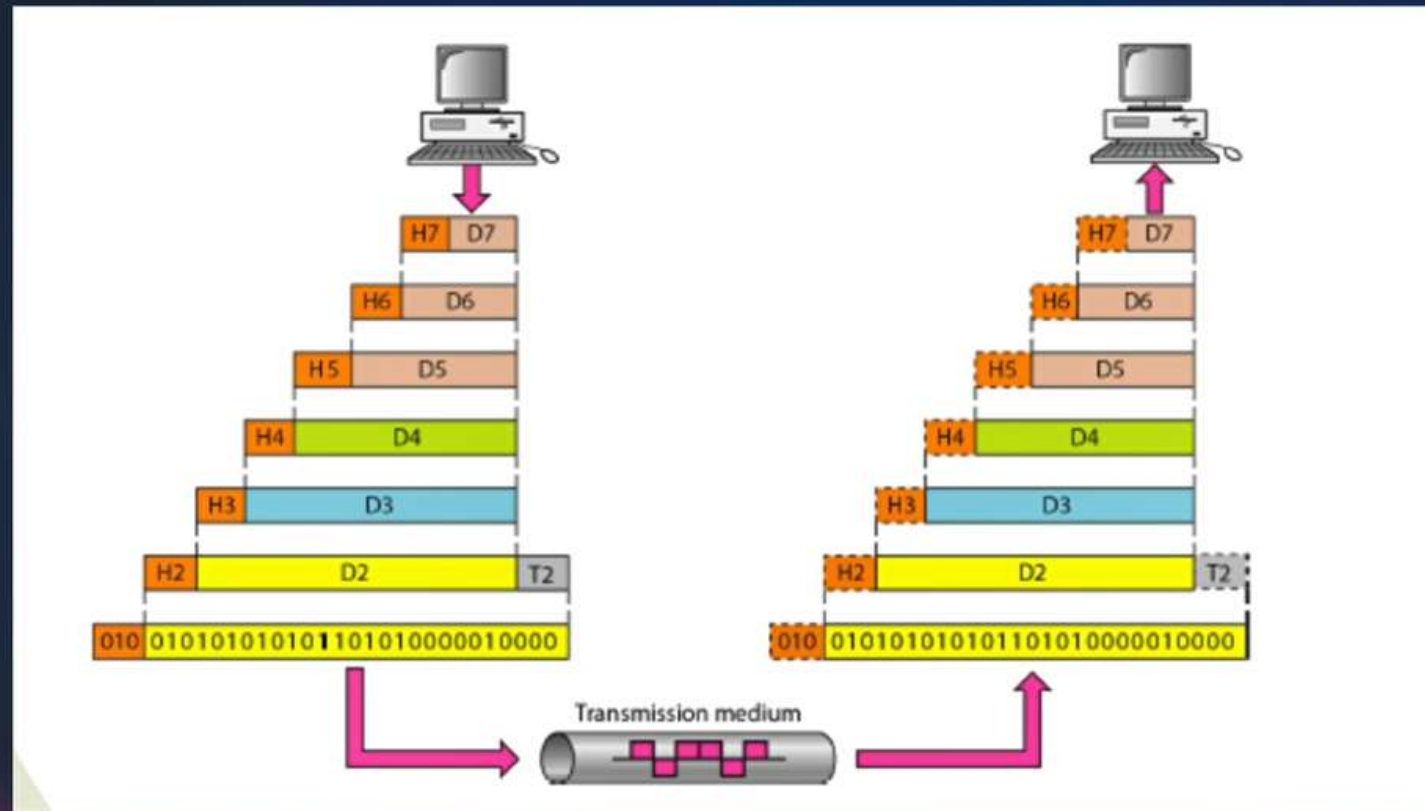 H7 D7 H7 D7
H6 D6 H6 D6
H5 D5 H5 D5
H4 D4 H4 D4
H3 D3 H3 D3
H2 D2 T2 H2 D2 T2
010 010101010101101010000010000 010 010101010101101010000010000
Transmission medium